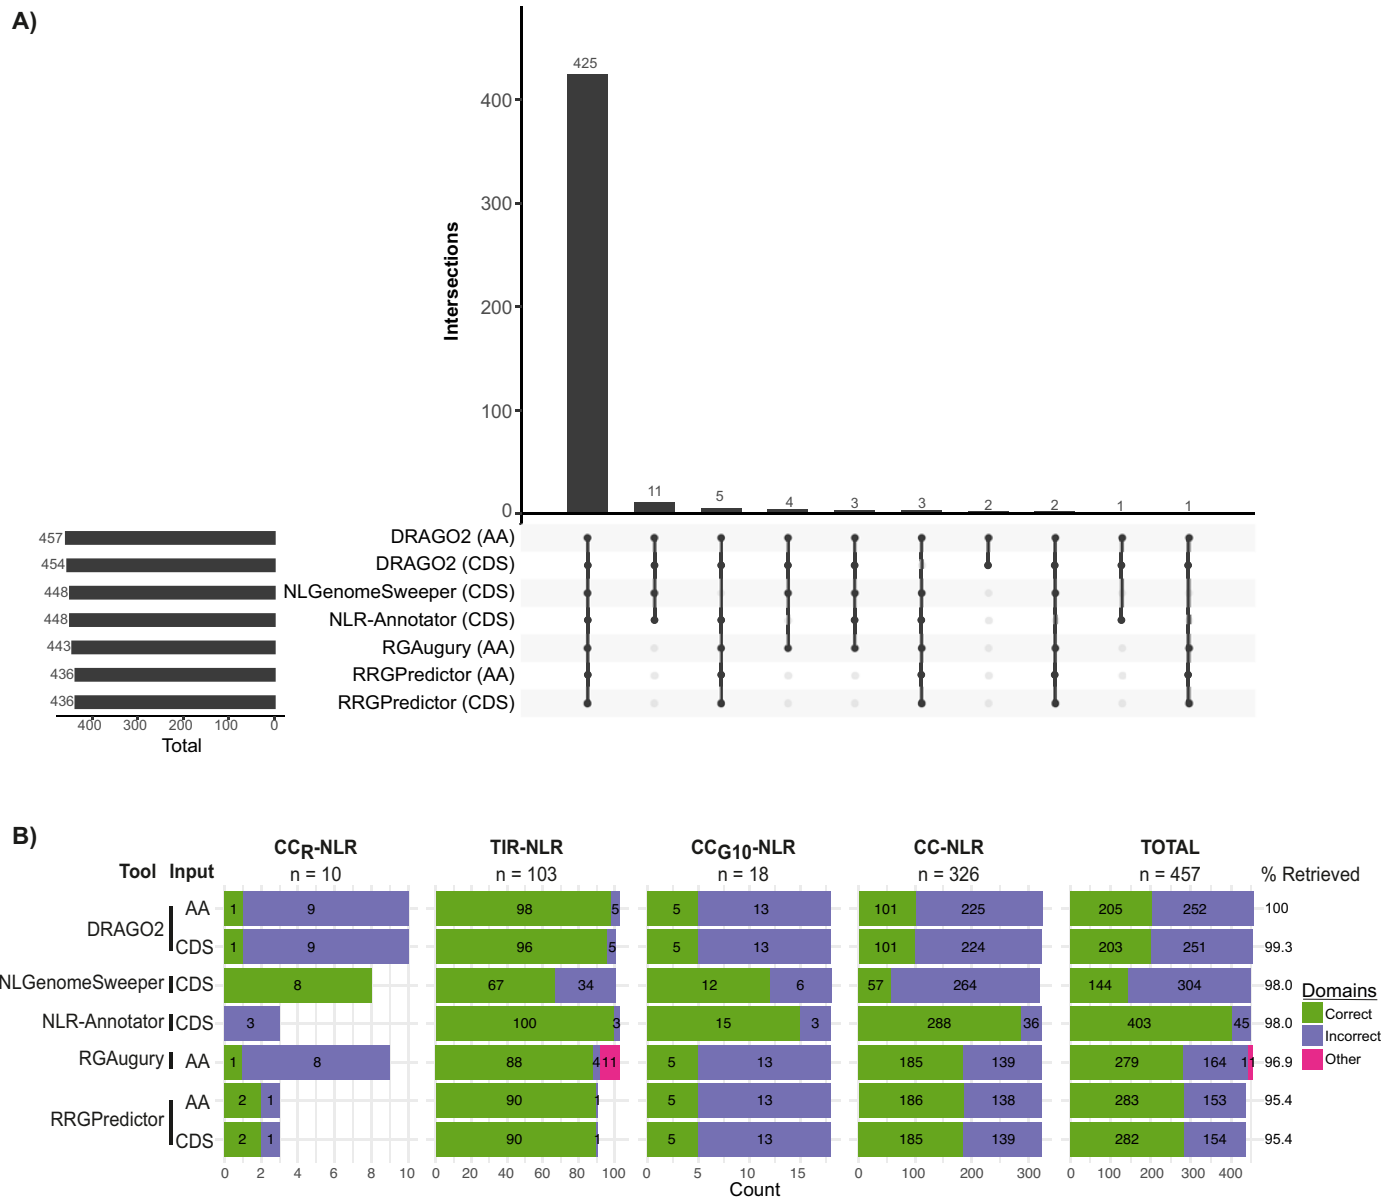 A)
425
400
300
200
100
0
11
5
4
3
3
2
2
1
1
Intersections
457
454
448
448
443
436
436
DRAGO2 (AA)
DRAGO2 (CDS)
NLGenomeSweeper (CDS)
NLR-Annotator (CDS)
RGAugury (AA)
RRGPredictor (AA)
RRGPredictor (CDS)
400 300 200 100 0
Total
B)
CCR-NLR TIR-NLR CCG10-NLR CC-NLR TOTAL
Tool Input n = 10 n = 103 n = 18 n = 326 n = 457 % Retrieved
DRAGO2
AA 1 9 98 5 5 13 101 225 205 252 100
CDS 1 9 96 5 5 13 101 224 203 251 99.3
NLGenomeSweeper CDS 8 67 34 12 6 57 264 144 304 98.0
NLR-Annotator CDS 3 100 3 15 3 288 36 403 45 98.0
RGAugury AA 1 8 88 4 11 5 13 185 139 279 164 11 96.9
RRGPredictor
AA 2 1 90 1 5 13 186 138 283 153 95.4
CDS 2 1 90 1 5 13 185 139 282 154 95.4
Domains
Correct
Incorrect
Other
0 2 4 6 8 10 0 20 40 60 80 100 0 5 10 15 0 100 200 300 0 100 200 300 400
Count